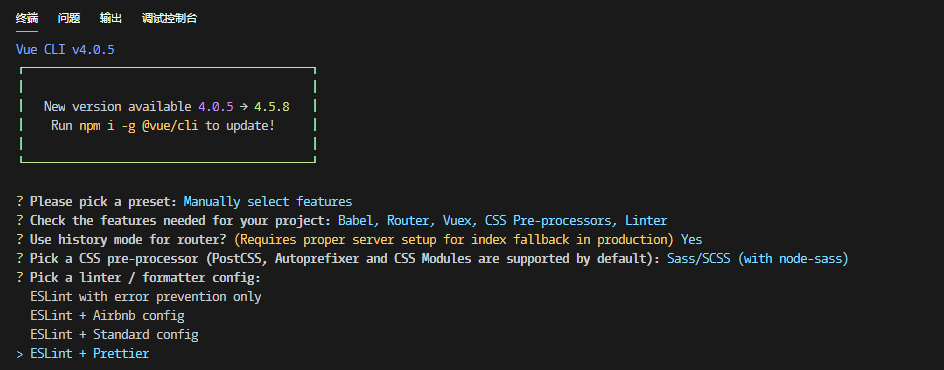 终端 问题 输出 调试控制台
Vue CLI v4.0.5
New version available 4.0.5 → 4.5.8
Run npm i -g @vue/cli to update!
? Please pick a preset: Manually select features
? Check the features needed for your project: Babel, Router, Vuex, CSS Pre-processors, Linter
? Use history mode for router? (Requires proper server setup for index fallback in production) Yes
? Pick a CSS pre-processor (PostCSS, Autoprefixer and CSS Modules are supported by default): Sass/SCSS (with node-sass)
? Pick a linter / formatter config:
ESLint with error prevention only
ESLint + Airbnb config
ESLint + Standard config
> ESLint + Prettier